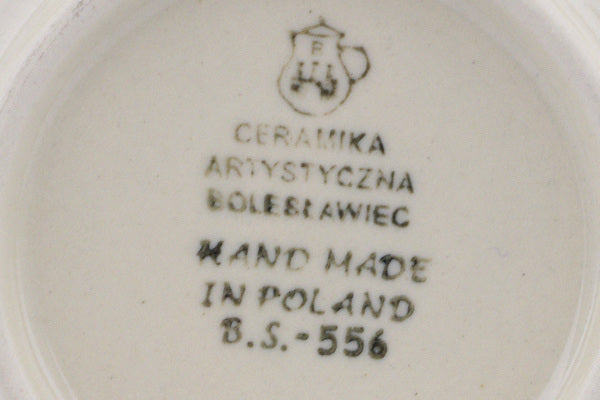 CERAMIKA
ARTYSTYCZNA
BOLESŁAWIEC
HAND MADE
IN POLAND
B.S.-556